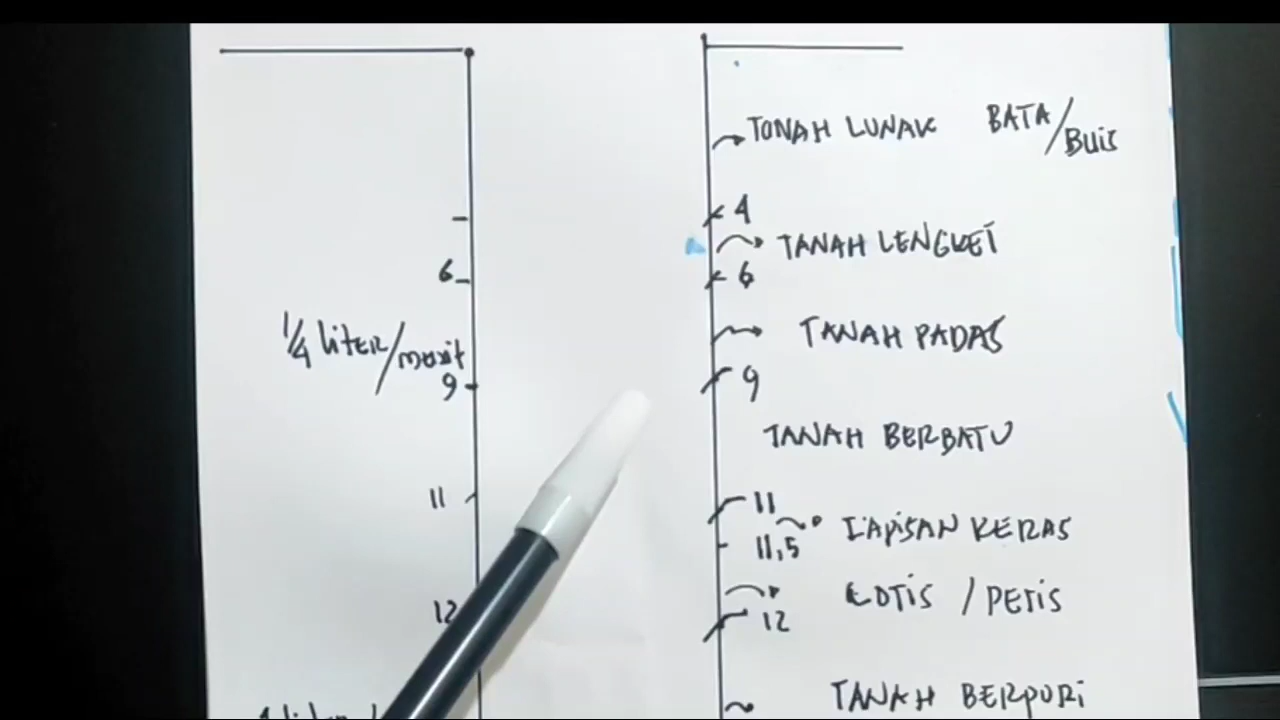 TONAH LUNAK BATA/BUIS
4
TANAH LENGKET
6
6
TANAH PADAS
1/4 LiTER/menit
9
9
TANAH BERBATU
11
11
LAPISAN KERAS
11,5
/PETIS
12
12
TANAH BERPORI